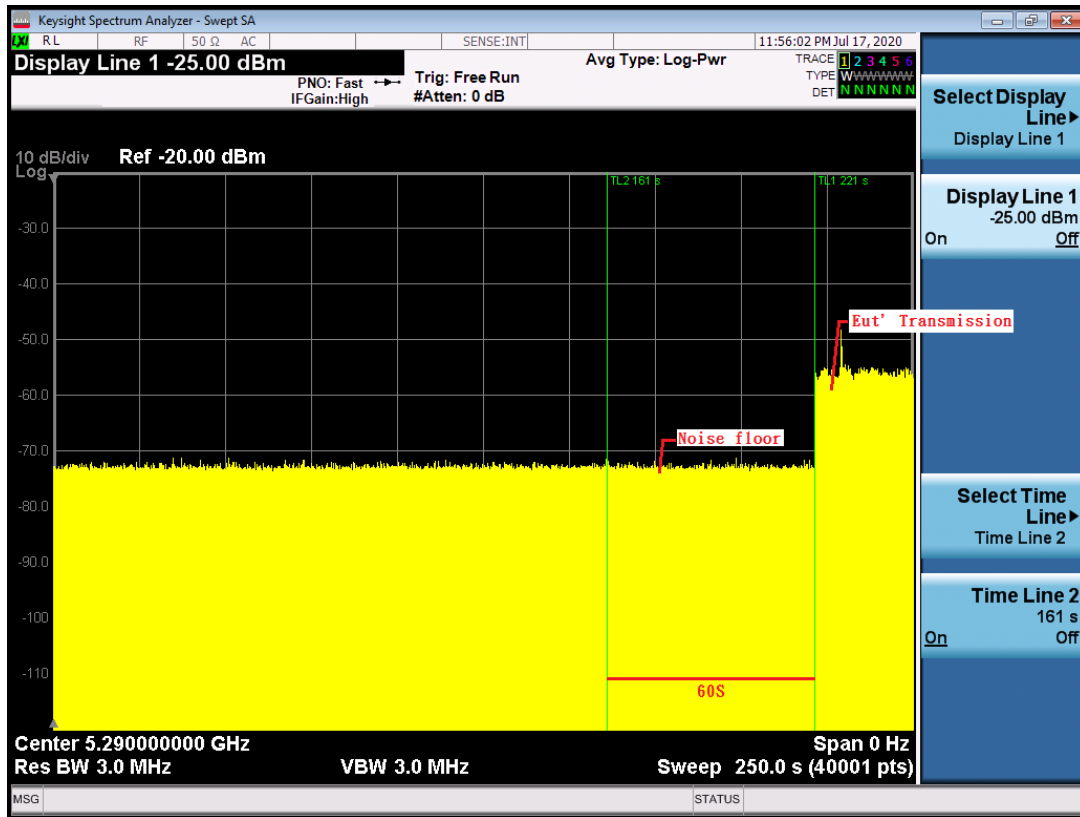 Keysight Spectrum Analyzer - Swept SA
LXI RL RF 50 Ω AC SENSE:INT 11:56:02 PM Jul 17, 2020
Display Line 1 -25.00 dBm
PNO: Fast
IFGain:High
Trig: Free Run
#Atten: 0 dB
Avg Type: Log-Pwr
TRACE 1 2 3 4 5 6
TYPE WWWWWW
DET N N N N N N
10 dB/div Ref -20.00 dBm
Log
TL2 161 s TL1 221 s
-30.0
-40.0
-50.0
-60.0
-70.0
-80.0
-90.0
-100
-110
Eut' Transmission
Noise floor
60S
Center 5.290000000 GHz Span 0 Hz
Res BW 3.0 MHz VBW 3.0 MHz Sweep 250.0 s (40001 pts)
MSG STATUS
Select Display
Line
Display Line 1
Display Line 1
-25.00 dBm
On Off
Select Time
Line
Time Line 2
Time Line 2
161 s
On Off